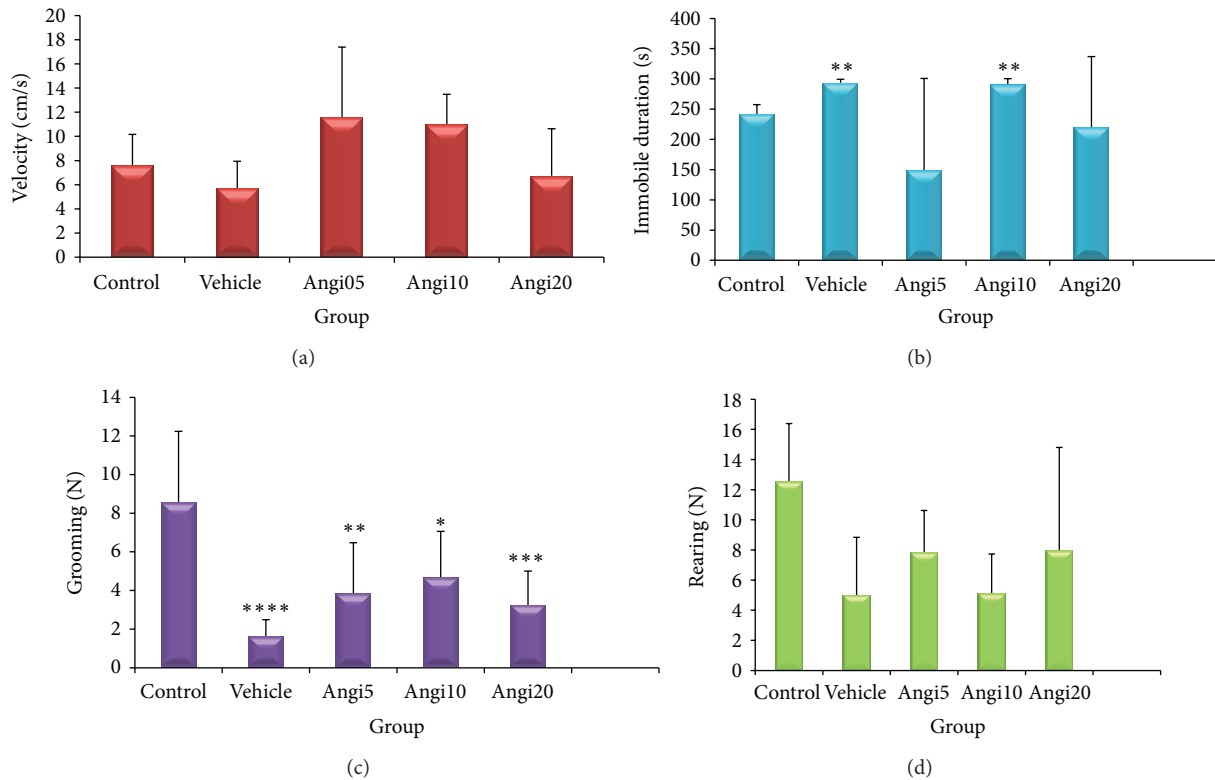 20
18
16
14
12
10
8
6
4
2
0
Velocity (cm/s)
Control Vehicle Angi05 Angi10 Angi20
Group
(a)
400
350
300
250
200
150
100
50
0
Immobile duration (s)
** **
Control Vehicle Angi5 Angi10 Angi20
Group
(b)
14
12
10
8
6
4
2
0
Grooming (N)
**** ** * ***
Control Vehicle Angi5 Angi10 Angi20
Group
(c)
18
16
14
12
10
8
6
4
2
0
Rearing (N)
Control Vehicle Angi5 Angi10 Angi20
Group
(d)